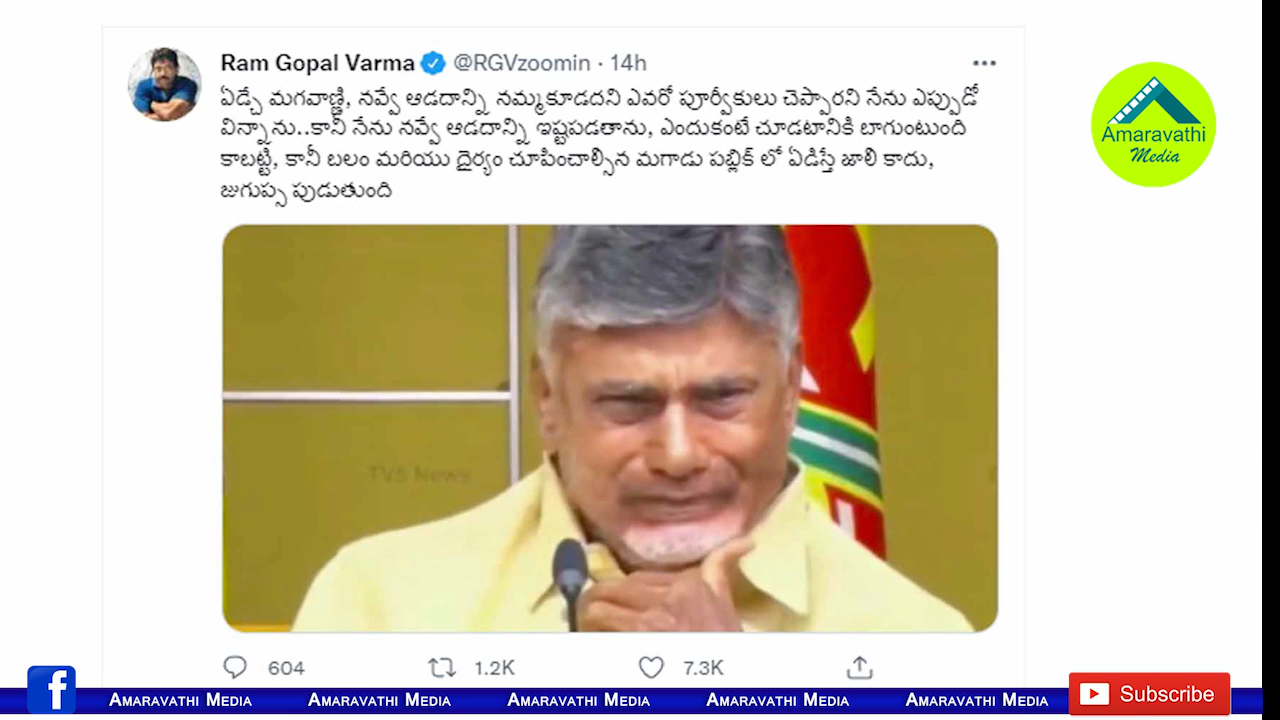 Ram Gopal Varma @RGVzoomin · 14h
ఏడ్చే మగవాణ్ణి, నవ్వే ఆడదాన్ని నమ్మకూడదని ఎవరో పూర్వీకులు చెప్పారని నేను ఎప్పుడో
విన్నాను..కానీ నేను నవ్వే ఆడదాన్ని ఇష్టపడతాను, ఎందుకంటే చూడటానికి బాగుంటుంది
కాబట్టి, కానీ బలం మరియు ధైర్యం చూపించాల్సిన మగాడు పబ్లిక్ లో ఏడిస్తే జాలి కాదు,
జుగుప్స పుడుతుంది
Amaravathi
Media
TV5 News
604 1.2K 7.3K
f Amaravathi Media Amaravathi Media Amaravathi Media Amaravathi Media Amaravathi Media Subscribe